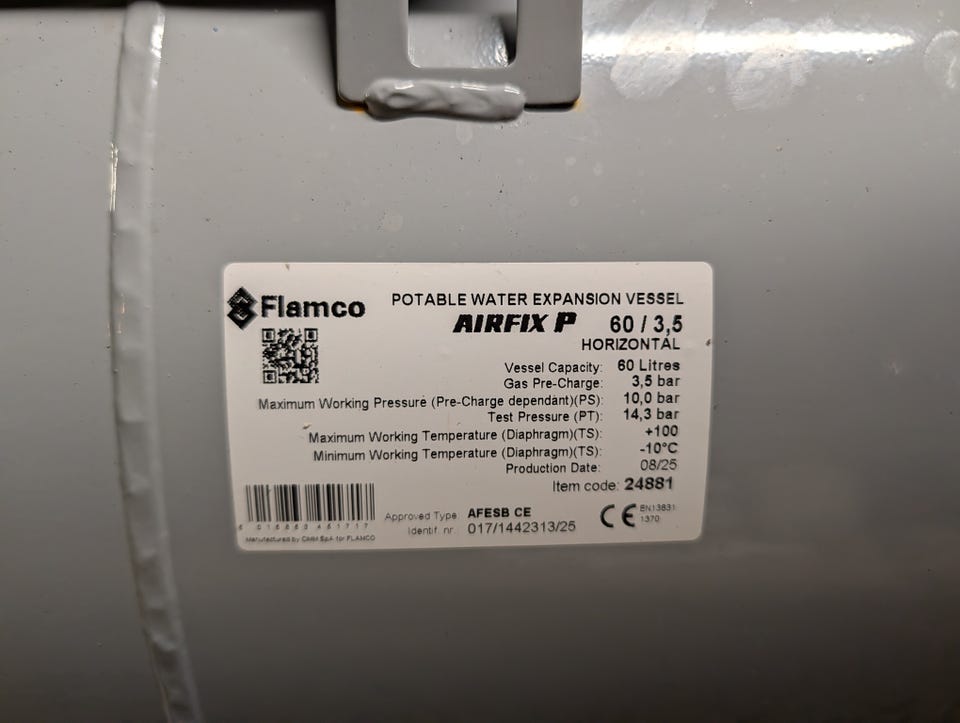 Flamco
POTABLE WATER EXPANSION VESSEL
AIRFIX P 60 / 3,5
HORIZONTAL
Vessel Capacity: 60 Litres
Gas Pre-Charge: 3,5 bar
Maximum Working Pressure (Pre-Charge dependant)(PS): 10,0 bar
Test Pressure (PT): 14,3 bar
Maximum Working Temperature (Diaphragm)(TS): +100
Minimum Working Temperature (Diaphragm)(TS): -10°C
Production Date: 08/25
Item code: 24881
Approved Type AFESB CE
Identif. nr.: 017/1442313/25
CE EN13831
1370
Manufactured by CIMM SpA for FLAMCO